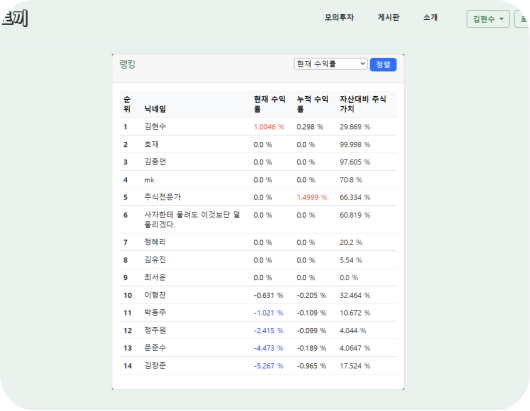 토끼
모의투자 게시판 소개 김현수
랭킹 현재 수익률 정렬
순위 닉네임 현재 수익률 누적 수익률 자산대비 주식 가치
1 김현수 1.0046 % 0.298 % 29.869 %
2 호재 0.0 % 0.0 % 99.998 %
3 김종연 0.0 % 0.0 % 97.605 %
4 mk 0.0 % 0.0 % 70.8 %
5 주식전문가 0.0 % 1.4999 % 66.334 %
6 사자한테 물려도 이것보단 덜 0.0 % 0.0 % 60.819 %
물리겠다.
7 정혜리 0.0 % 0.0 % 20.2 %
8 김유진 0.0 % 0.0 % 5.54 %
9 최서윤 0.0 % 0.0 % 0.0 %
10 이형찬 -0.631 % -0.205 % 32.464 %
11 박동주 -1.021 % -0.109 % 10.672 %
12 정주원 -2.415 % -0.099 % 4.044 %
13 문준수 -4.473 % -0.189 % 4.0647 %
14 김창준 -5.267 % -0.965 % 17.524 %